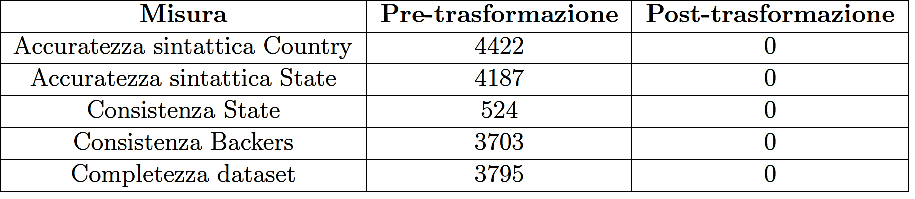 Misura Pre-trasformazione Post-trasformazione
Accuratezza sintattica Country 4422 0
Accuratezza sintattica State 4187 0
Consistenza State 524 0
Consistenza Backers 3703 0
Completezza dataset 3795 0